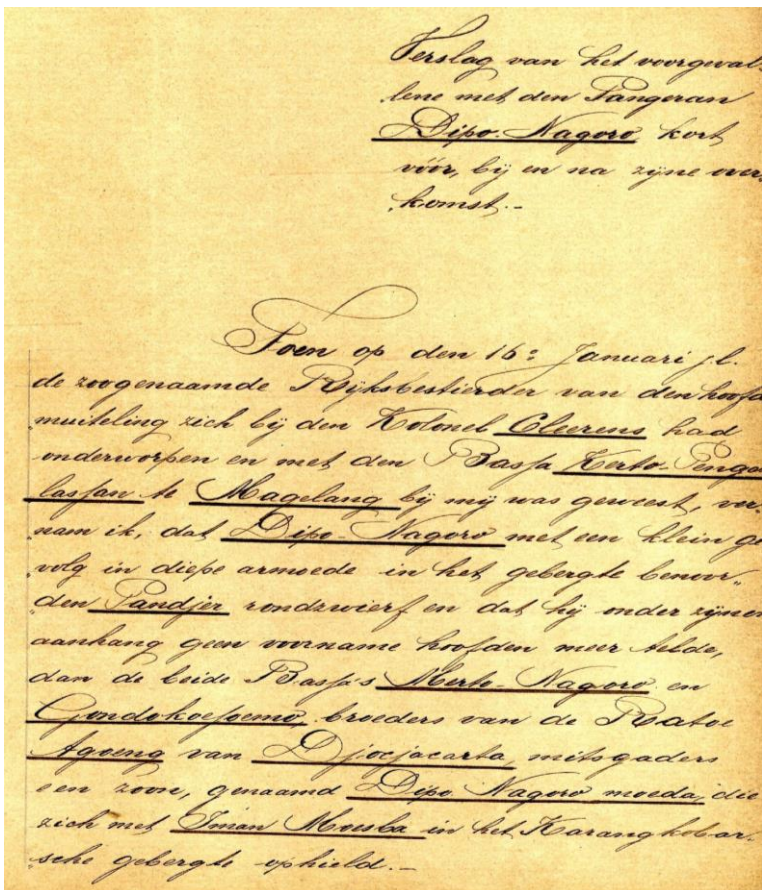 Verslag van het voorgeval-
lene met den Pangeran
Dipo-Nagoro, kort
vóór, bij en na zijne over-
komst.-
Toen op den 16e Januari j.l.
de zoogenaamde Rijksbestierder van den hoofd
muiteling zich bij den Kolonel Cleerens had
onderworpen en met den Bassa Kerto-Penga
lassan te Magelang bij mij was geweest, ver-
nam ik, dat Dipo-Nagoro met een klein ge
volg in diepe armoede in het gebergte benoor-
den Pandjer rondzwierf en dat hij onder zijnen
aanhang geen voorname hoofden meer telde,
dan de beide Bassa's Merto-Nagoro en
Gondokoesoemo, broeders van de Ratoe
Agoeng van Djocjacarta, mitsgaders
een zoon, genaamd Dipo Nagoro moeda, die
zich met Iman Moesba in het Karangkobar-
sche gebergte ophield.-